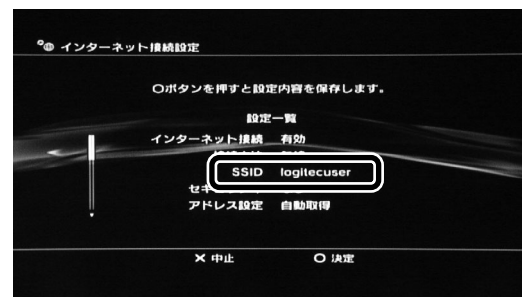 インターネット接続設定
○ボタンを押すと設定内容を保存します。
設定一覧
インターネット接続 有効
SSID logitecuser
アドレス設定 自動取得
✕ 中止 ○ 決定